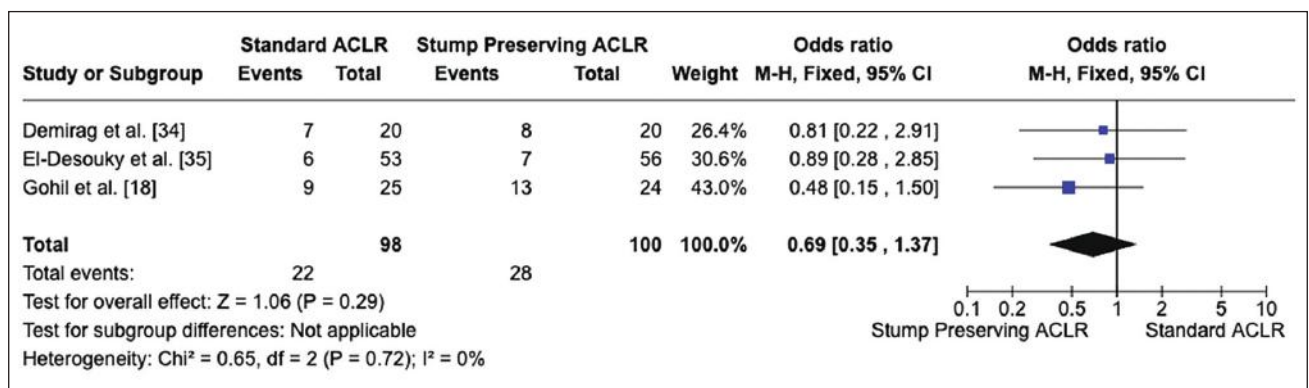 Standard ACLR Stump Preserving ACLR Odds ratio Odds ratio
Study or Subgroup Events Total Events Total Weight M-H, Fixed, 95% CI M-H, Fixed, 95% CI
Demirag et al. [34] 7 20 8 20 26.4% 0.81 [0.22 , 2.91]
El-Desouky et al. [35] 6 53 7 56 30.6% 0.89 [0.28 , 2.85]
Gohil et al. [18] 9 25 13 24 43.0% 0.48 [0.15 , 1.50]
Total 98 100 100.0% 0.69 [0.35 , 1.37]
Total events: 22 28
Test for overall effect: Z = 1.06 (P = 0.29)
Test for subgroup differences: Not applicable
Heterogeneity: Chi² = 0.65, df = 2 (P = 0.72); I² = 0%
0.1 0.2 0.5 1 2 5 10
Stump Preserving ACLR Standard ACLR